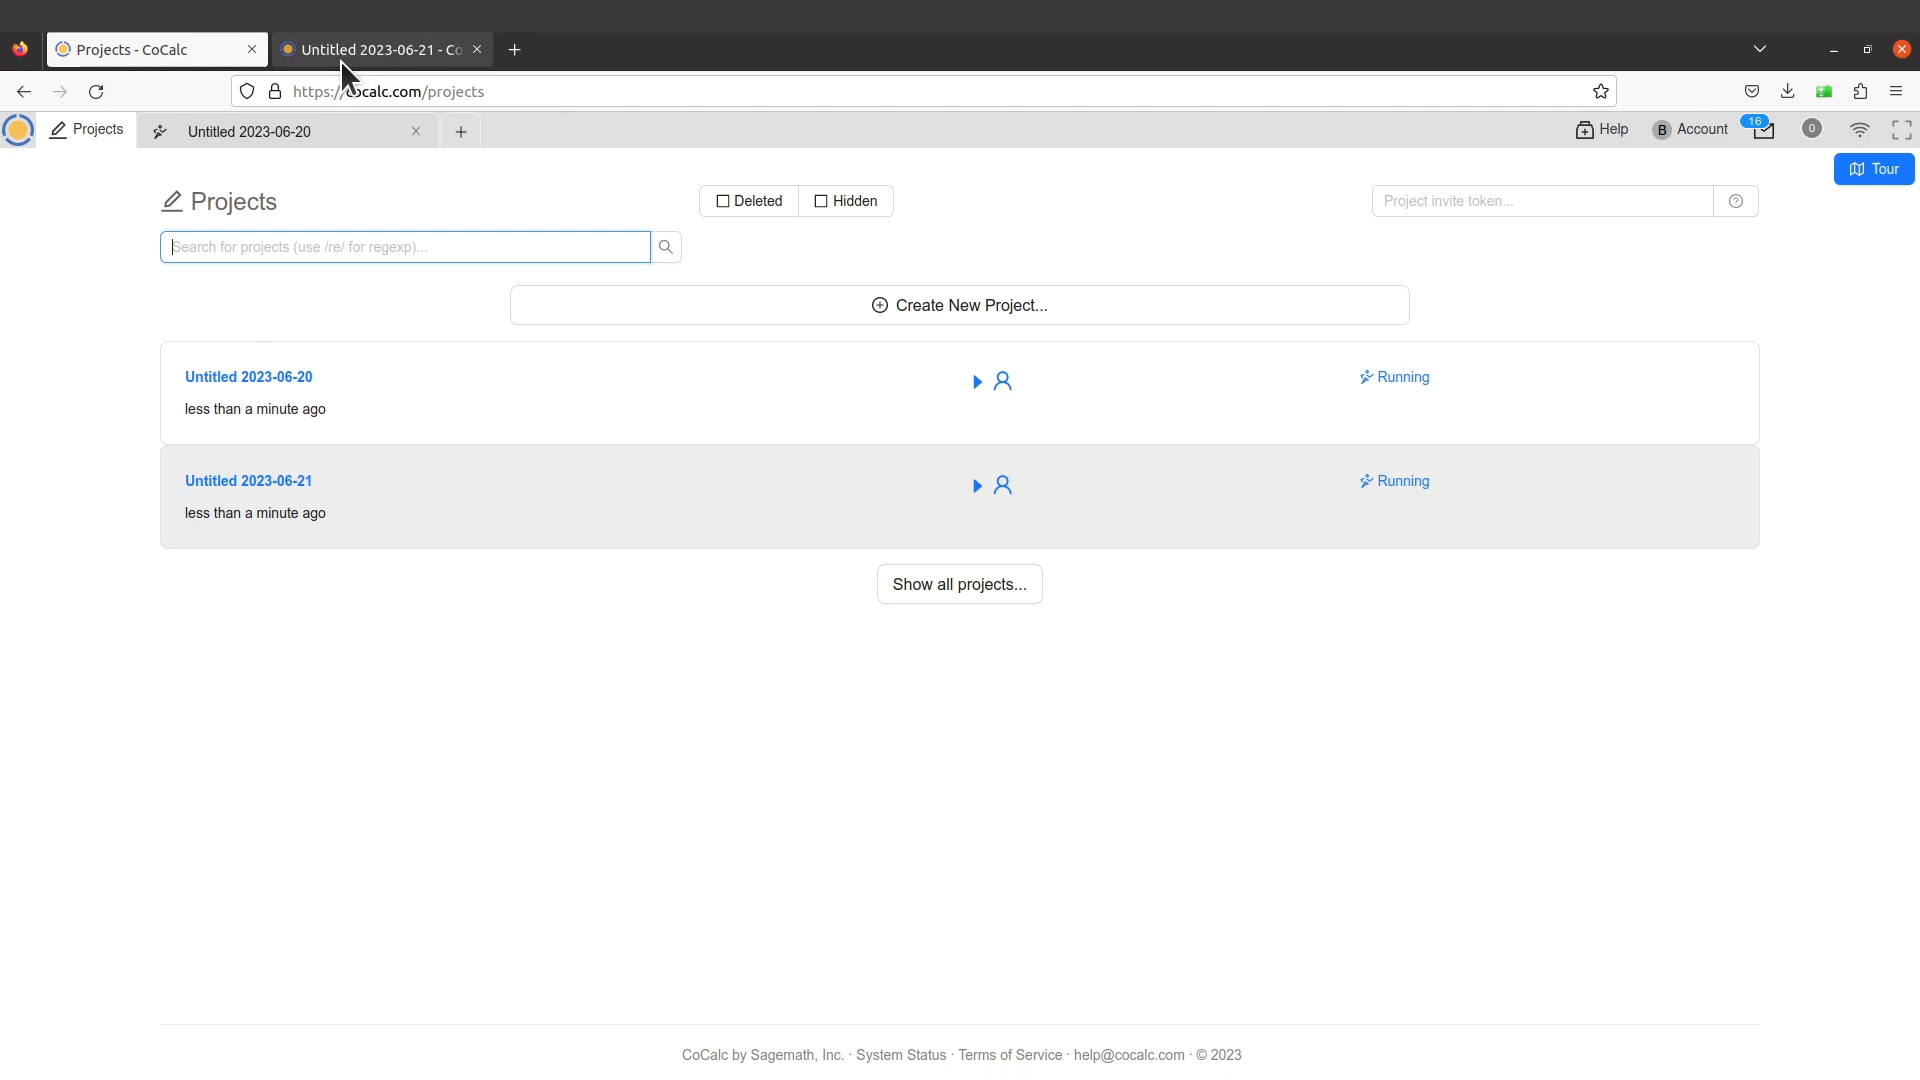 Projects - CoCalc
Untitled 2023-06-21 - Co
calc.com/projects
Projects
Untitled 2023-06-20
Help
B Account
16
0
Tour
Projects
Deleted
Hidden
Project invite token...
Search for projects (use /re/ for regexp)...
Create New Project...
Untitled 2023-06-20
Running
less than a minute ago
Untitled 2023-06-21
Running
less than a minute ago
Show all projects...
CoCalc by Sagemath, Inc. · System Status · Terms of Service · help@cocalc.com · © 2023